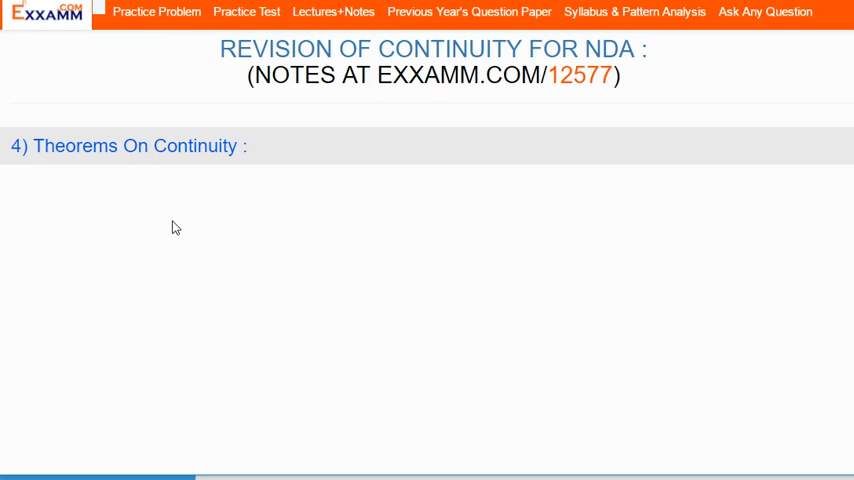 EXXAMM .COM Practice Problem Practice Test Lectures+Notes Previous Year's Question Paper Syllabus & Pattern Analysis Ask Any Question
REVISION OF CONTINUITY FOR NDA :
(NOTES AT EXXAMM.COM/12577)
4) Theorems On Continuity :